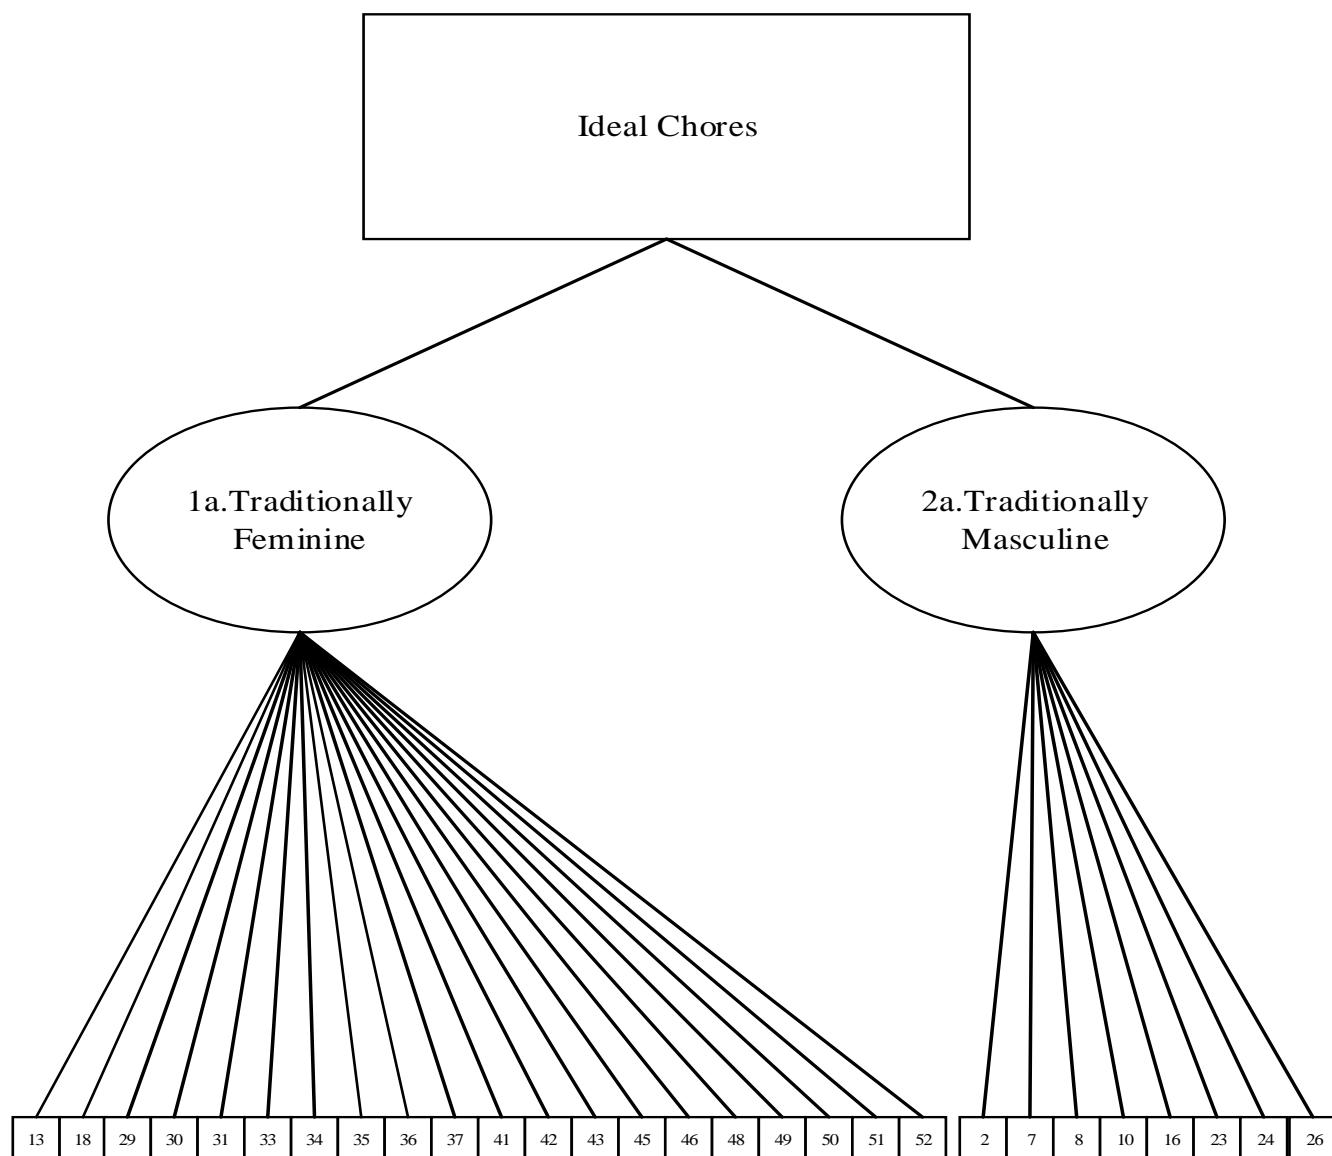 Ideal Chores
1a.Traditionally
Feminine
2a.Traditionally
Masculine
13 18 29 30 31 33 34 35 36 37 41 42 43 45 46 48 49 50 51 52 2 7 8 10 16 23 24 26